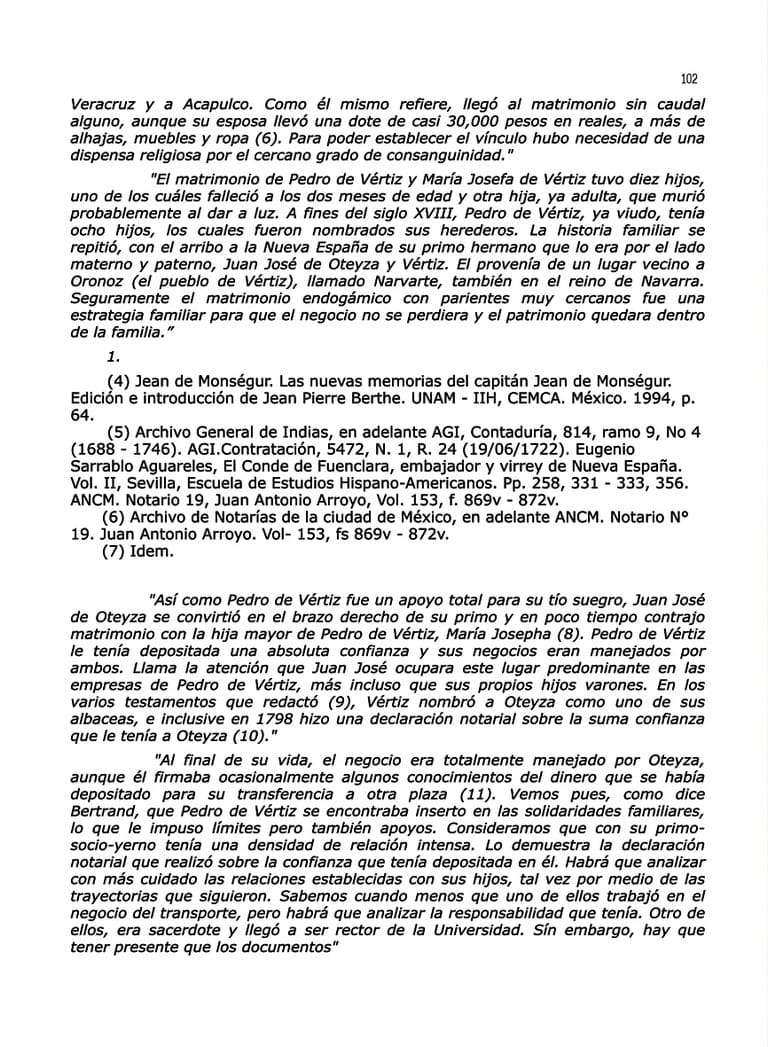 102
Veracruz y a Acapulco. Como él mismo refiere, llegó al matrimonio sin caudal
alguno, aunque su esposa llevó una dote de casi 30,000 pesos en reales, a más de
alhajas, muebles y ropa (6). Para poder establecer el vínculo hubo necesidad de una
dispensa religiosa por el cercano grado de consanguinidad."
"El matrimonio de Pedro de Vértiz y María Josefa de Vértiz tuvo diez hijos,
uno de los cuáles falleció a los dos meses de edad y otra hija, ya adulta, que murió
probablemente al dar a luz. A fines del siglo XVIII, Pedro de Vértiz, ya viudo, tenía
ocho hijos, los cuales fueron nombrados sus herederos. La historia familiar se
repitió, con el arribo a la Nueva España de su primo hermano que lo era por el lado
materno y paterno, Juan José de Oteyza y Vértiz. El provenía de un lugar vecino a
Oronoz (el pueblo de Vértiz), llamado Narvarte, también en el reino de Navarra.
Seguramente el matrimonio endogámico con parientes muy cercanos fue una
estrategia familiar para que el negocio no se perdiera y el patrimonio quedara dentro
de la familia.”
1.
(4) Jean de Monségur. Las nuevas memorias del capitán Jean de Monségur.
Edición e introducción de Jean Pierre Berthe. UNAM - IIH, CEMCA. México. 1994, p.
64.
(5) Archivo General de Indias, en adelante AGI, Contaduría, 814, ramo 9, No 4
(1688 - 1746). AGI.Contratación, 5472, N. 1, R. 24 (19/06/1722). Eugenio
Sarrablo Aguareles, El Conde de Fuenclara, embajador y virrey de Nueva España.
Vol. II, Sevilla, Escuela de Estudios Hispano-Americanos. Pp. 258, 331 - 333, 356.
ANCM. Notario 19, Juan Antonio Arroyo, Vol. 153, f. 869v - 872v.
(6) Archivo de Notarías de la ciudad de México, en adelante ANCM. Notario Nº
19. Juan Antonio Arroyo. Vol- 153, fs 869v - 872v.
(7) Idem.
"Así como Pedro de Vértiz fue un apoyo total para su tío suegro, Juan José
de Oteyza se convirtió en el brazo derecho de su primo y en poco tiempo contrajo
matrimonio con la hija mayor de Pedro de Vértiz, María Josepha (8). Pedro de Vértiz
le tenía depositada una absoluta confianza y sus negocios eran manejados por
ambos. Llama la atención que Juan José ocupara este lugar predominante en las
empresas de Pedro de Vértiz, más incluso que sus propios hijos varones. En los
varios testamentos que redactó (9), Vértiz nombró a Oteyza como uno de sus
albaceas, e inclusive en 1798 hizo una declaración notarial sobre la suma confianza
que le tenía a Oteyza (10)."
"Al final de su vida, el negocio era totalmente manejado por Oteyza,
aunque él firmaba ocasionalmente algunos conocimientos del dinero que se había
depositado para su transferencia a otra plaza (11). Vemos pues, como dice
Bertrand, que Pedro de Vértiz se encontraba inserto en las solidaridades familiares,
lo que le impuso límites pero también apoyos. Consideramos que con su primo-
socio-yerno tenía una densidad de relación intensa. Lo demuestra la declaración
notarial que realizó sobre la confianza que tenía depositada en él. Habrá que analizar
con más cuidado las relaciones establecidas con sus hijos, tal vez por medio de las
trayectorias que siguieron. Sabemos cuando menos que uno de ellos trabajó en el
negocio del transporte, pero habrá que analizar la responsabilidad que tenía. Otro de
ellos, era sacerdote y llegó a ser rector de la Universidad. Sín embargo, hay que
tener presente que los documentos"